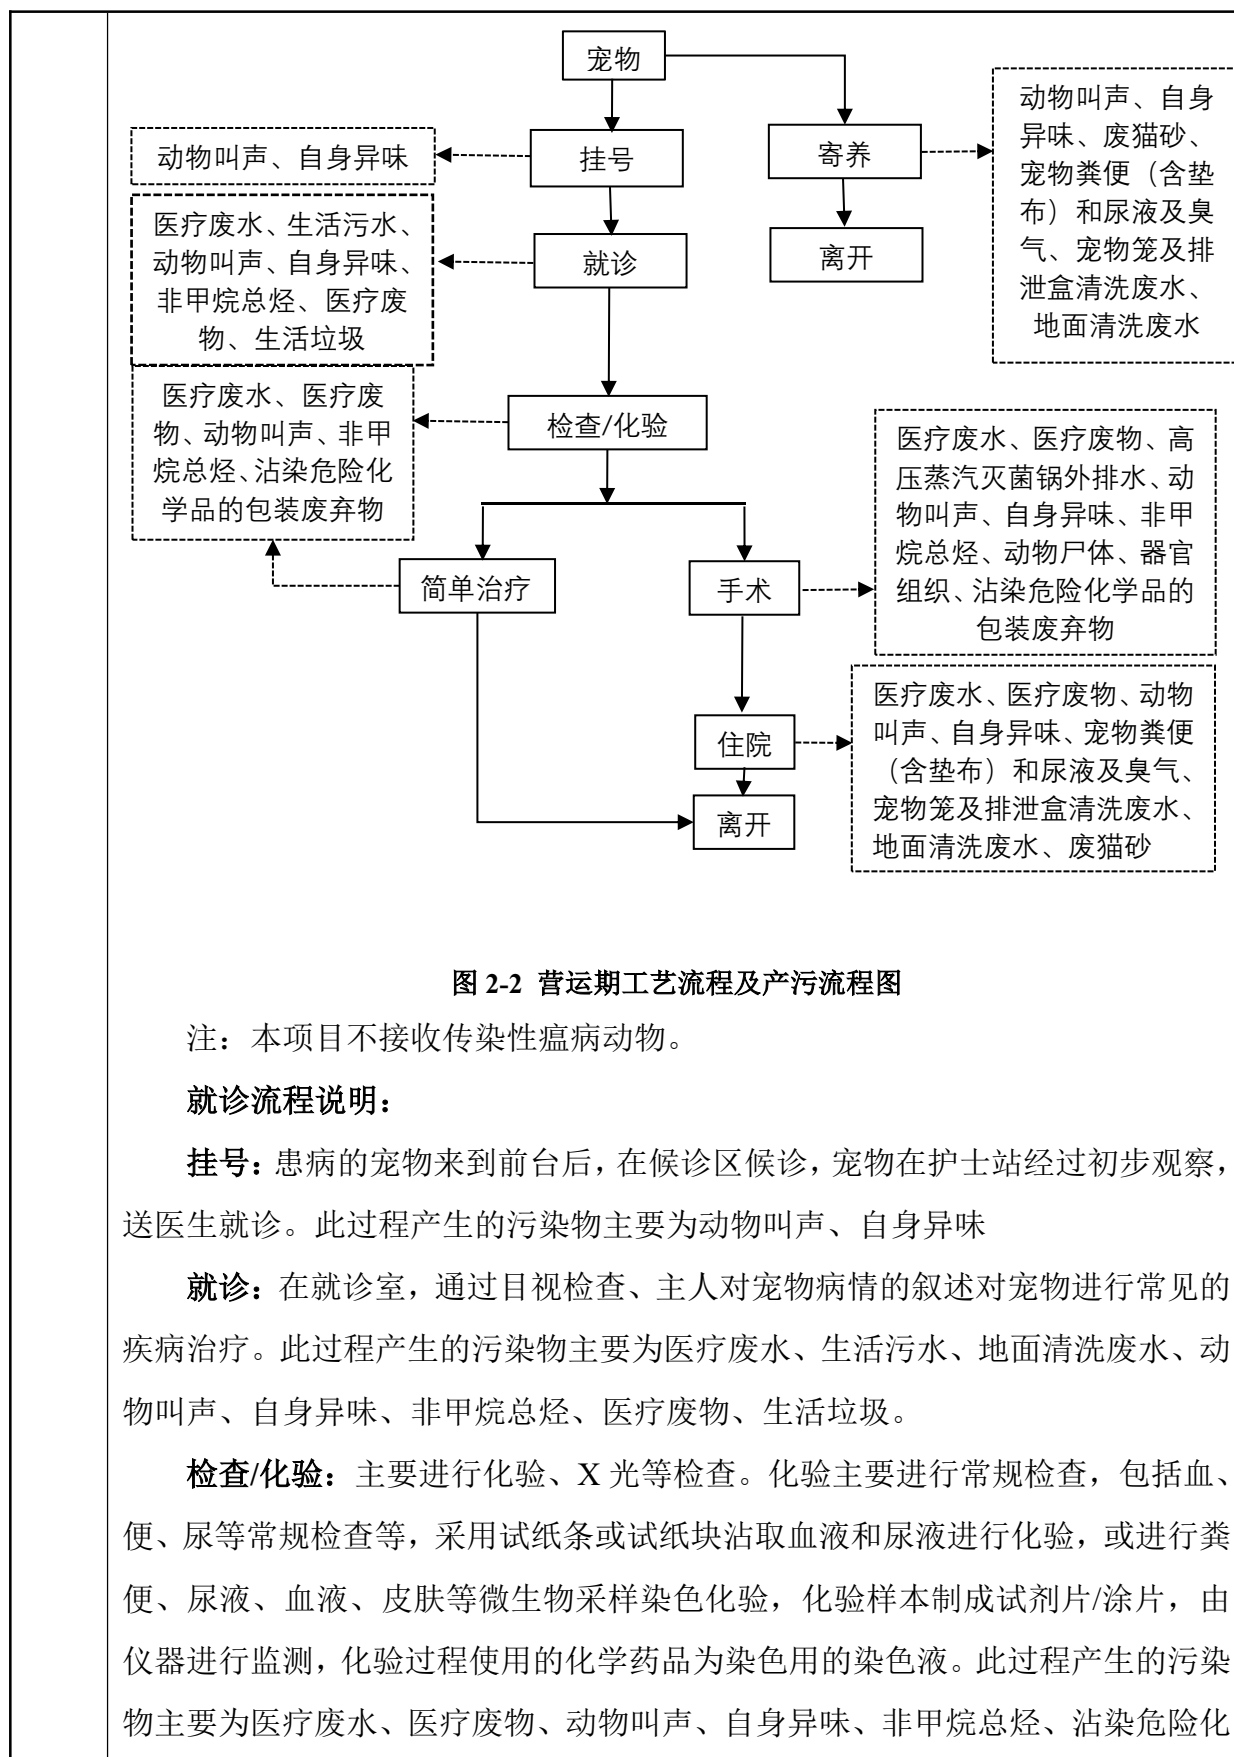 宠物
动物叫声、自身
异味、废猫砂、
宠物粪便（含垫
布）和尿液及臭
气、宠物笼及排
泄盒清洗废水、
地面清洗废水
动物叫声、自身异味
挂号
寄养
医疗废水、生活污水、
动物叫声、自身异味、
非甲烷总烃、医疗废
物、生活垃圾
就诊
离开
医疗废水、医疗废
物、动物叫声、非甲
烷总烃、沾染危险化
学品的包装废弃物
检查/化验
医疗废水、医疗废物、高
压蒸汽灭菌锅外排水、动
物叫声、自身异味、非甲
烷总烃、动物尸体、器官
组织、沾染危险化学品的
包装废弃物
简单治疗
手术
医疗废水、医疗废物、动物
叫声、自身异味、宠物粪便
（含垫布）和尿液及臭气、
宠物笼及排泄盒清洗废水、
地面清洗废水、废猫砂
住院
离开
图 2-2 营运期工艺流程及产污流程图
注：本项目不接收传染性瘟病动物。
就诊流程说明：
挂号：患病的宠物来到前台后，在候诊区候诊，宠物在护士站经过初步观察，
送医生就诊。此过程产生的污染物主要为动物叫声、自身异味
就诊：在就诊室，通过目视检查、主人对宠物病情的叙述对宠物进行常见的
疾病治疗。此过程产生的污染物主要为医疗废水、生活污水、地面清洗废水、动
物叫声、自身异味、非甲烷总烃、医疗废物、生活垃圾。
检查/化验：主要进行化验、X 光等检查。化验主要进行常规检查，包括血、
便、尿等常规检查等，采用试纸条或试纸块沾取血液和尿液进行化验，或进行粪
便、尿液、血液、皮肤等微生物采样染色化验，化验样本制成试剂片/涂片，由
仪器进行监测，化验过程使用的化学药品为染色用的染色液。此过程产生的污染
物主要为医疗废水、医疗废物、动物叫声、自身异味、非甲烷总烃、沾染危险化